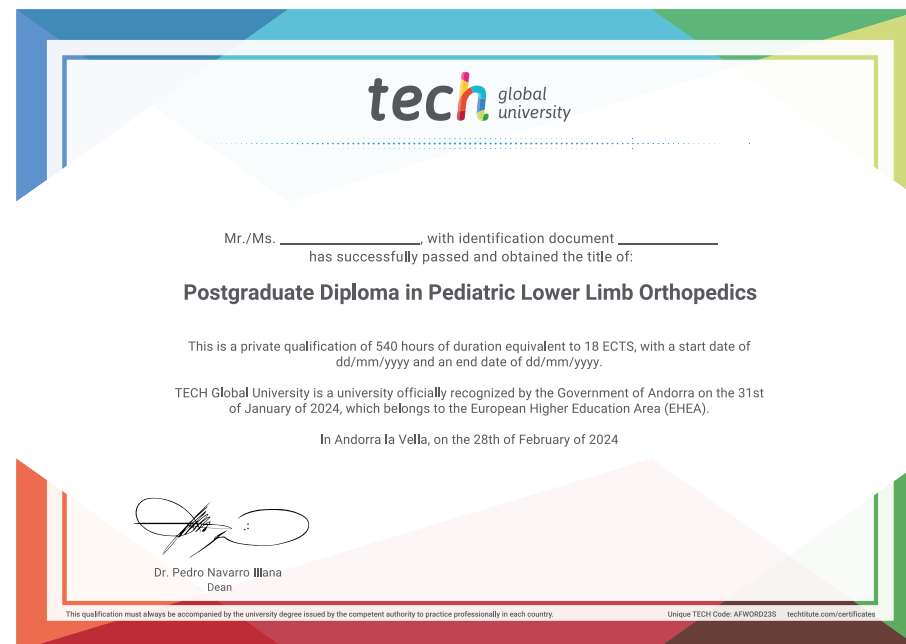 tech global university
Mr./Ms. ____________________, with identification document ______________
has successfully passed and obtained the title of:
Postgraduate Diploma in Pediatric Lower Limb Orthopedics
This is a private qualification of 540 hours of duration equivalent to 18 ECTS, with a start date of
dd/mm/yyyy and an end date of dd/mm/yyyy.
TECH Global University is a university officially recognized by the Government of Andorra on the 31st
of January of 2024, which belongs to the European Higher Education Area (EHEA).
In Andorra la Vella, on the 28th of February of 2024
Dr. Pedro Navarro Illana
Dean
This qualification must always be accompanied by the university degree issued by the competent authority to practice professionally in each country. Unique TECH Code: AFWORD23S techtitute.com/certificates